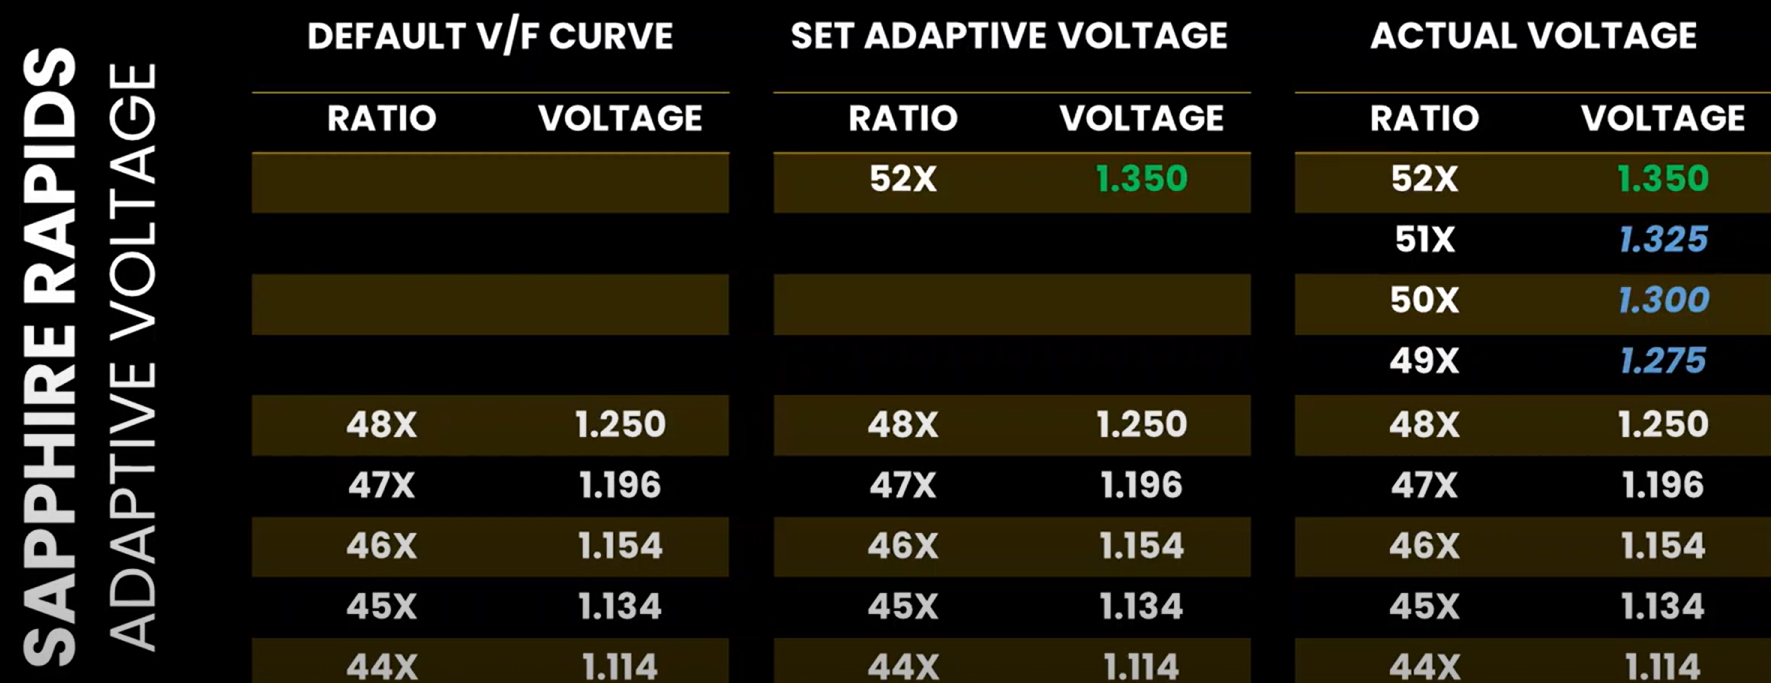 SAPPHIRE RAPIDS
ADAPTIVE VOLTAGE
DEFAULT V/F CURVE SET ADAPTIVE VOLTAGE ACTUAL VOLTAGE
RATIO VOLTAGE RATIO VOLTAGE RATIO VOLTAGE
52X 1.350 52X 1.350
51X 1.325
50X 1.300
49X 1.275
48X 1.250 48X 1.250 48X 1.250
47X 1.196 47X 1.196 47X 1.196
46X 1.154 46X 1.154 46X 1.154
45X 1.134 45X 1.134 45X 1.134
44X 1.114 44X 1.114 44X 1.114